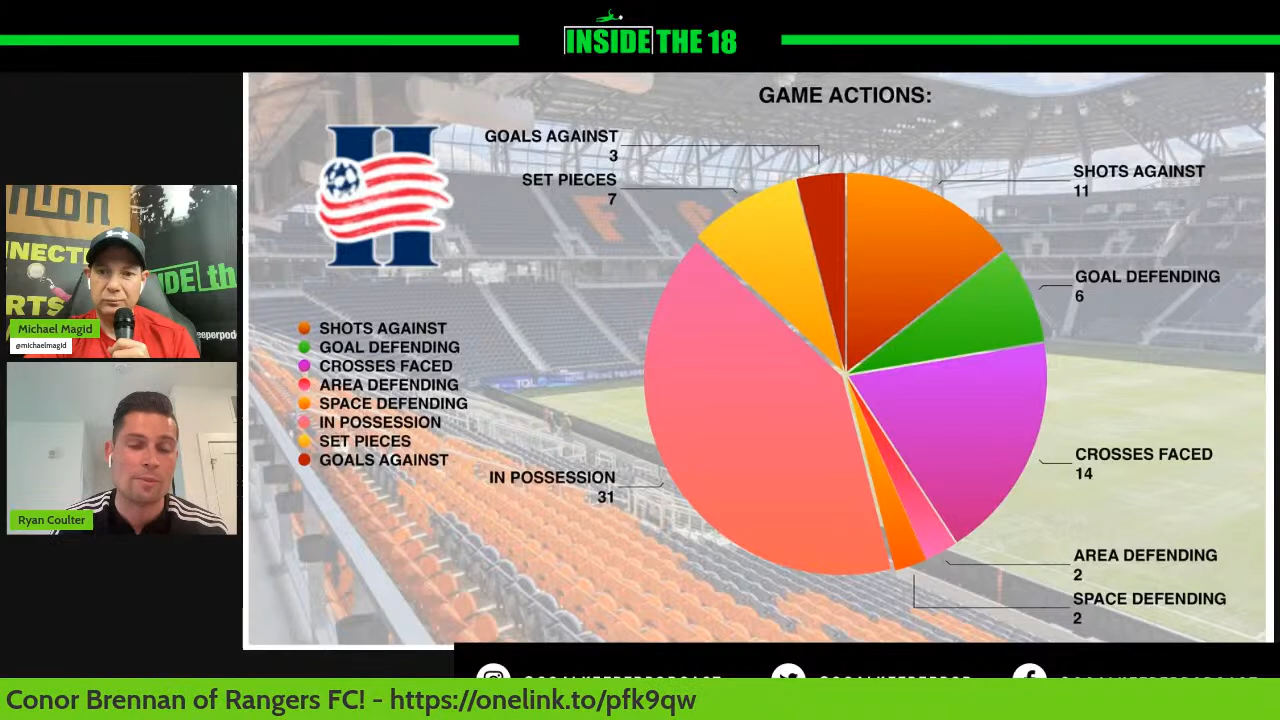 INSIDE THE 18
GAME ACTIONS:
GOALS AGAINST
3
SET PIECES
7
SHOTS AGAINST
11
GOAL DEFENDING
6
SHOTS AGAINST
GOAL DEFENDING
CROSSES FACED
AREA DEFENDING
SPACE DEFENDING
IN POSSESSION
SET PIECES
GOALS AGAINST
IN POSSESSION
31
CROSSES FACED
14
AREA DEFENDING
2
SPACE DEFENDING
2
Michael Magid
@michaelmagid
Ryan Coulter
Conor Brennan of Rangers FC! - https://onelink.to/pfk9qw